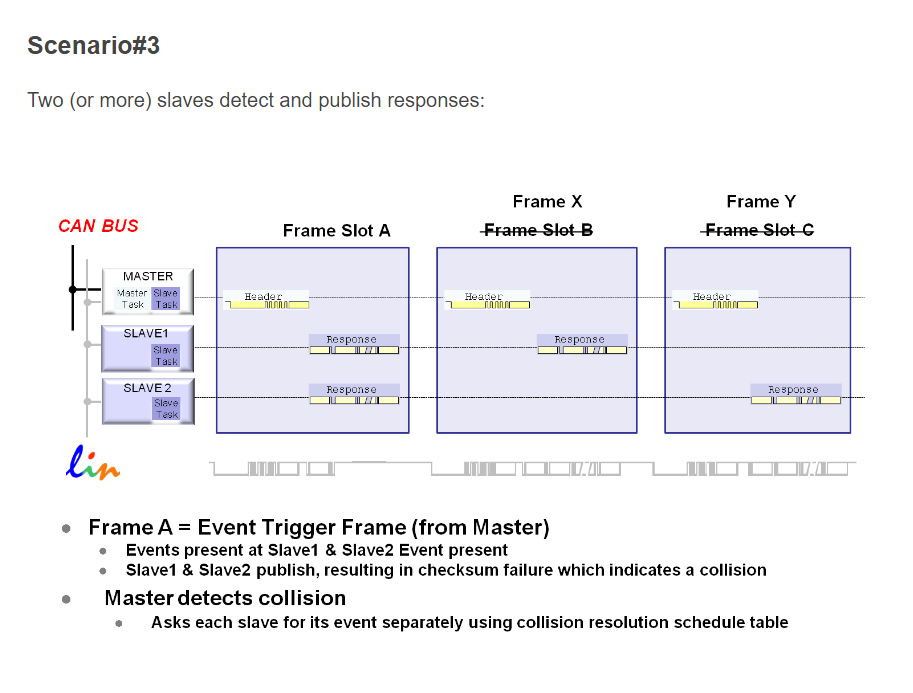 Scenario#3
Two (or more) slaves detect and publish responses:
Frame X
Frame Y
CAN BUS
Frame Slot A
Frame Slot B
Frame Slot C
MASTER
Master Task
Slave Task
Header
Header
Header
SLAVE1
Slave Task
Response
Response
SLAVE 2
Slave Task
Response
Response
lin
Frame A = Event Trigger Frame (from Master)
Events present at Slave1 & Slave2 Event present
Slave1 & Slave2 publish, resulting in checksum failure which indicates a collision
Master detects collision
Asks each slave for its event separately using collision resolution schedule table